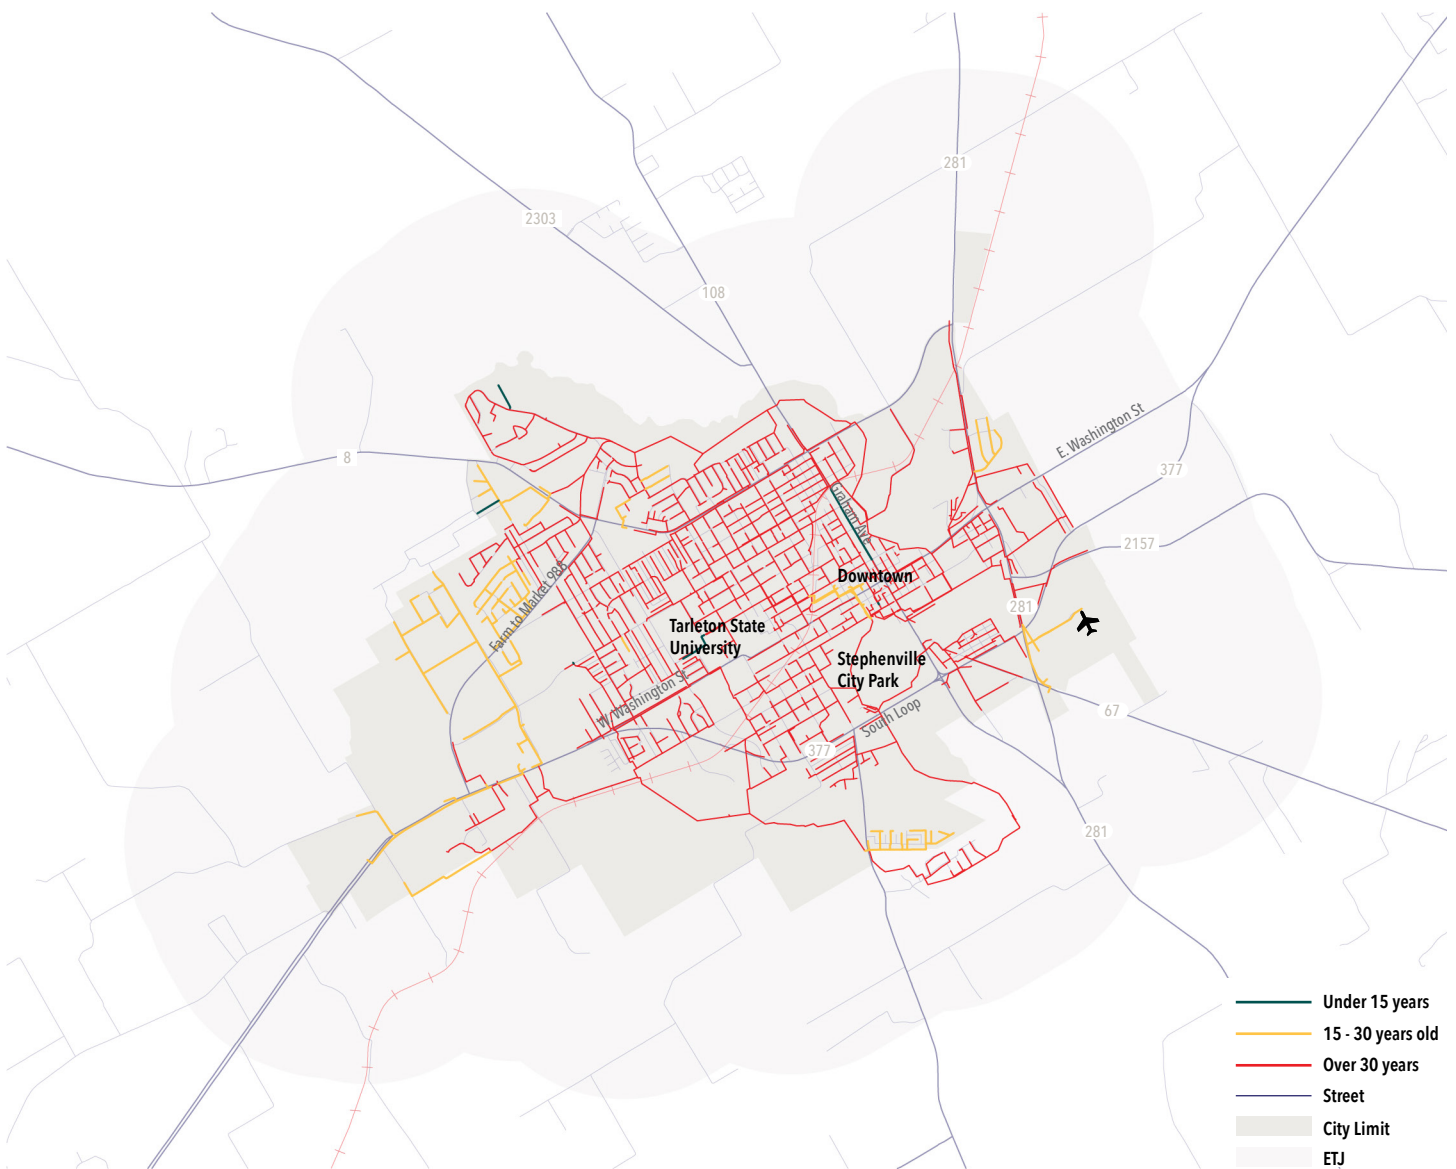 281
2303
108
E. Washington St
8
377
Graham Ave
2157
Downtown
Farm to Market 988
281
Tarleton State
University
Stephenville
City Park
W. Washington St
67
South Loop
377
281
Under 15 years
15 - 30 years old
Over 30 years
Street
City Limit
ETJ